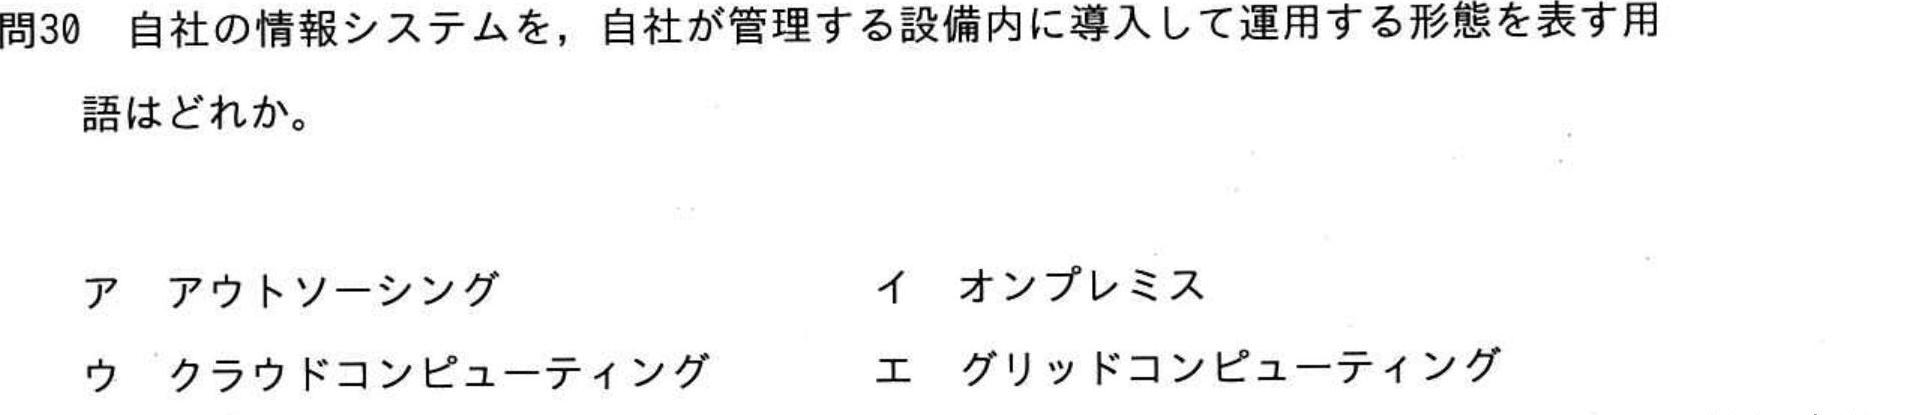 問30 自社の情報システムを，自社が管理する設備内に導入して運用する形態を表す用
語はどれか。
ア アウトソーシング イ オンプレミス
ウ クラウドコンピューティング エ グリッドコンピューティング